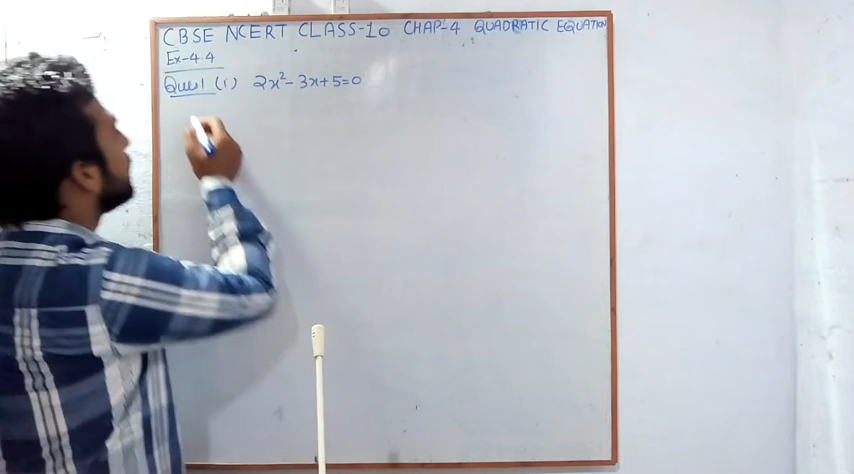 CBSE NCERT CLASS-10 CHAP-4 QUADRATIC EQUATION
Ex-4.4
Ques1 (i) 2x²-3x+5=0